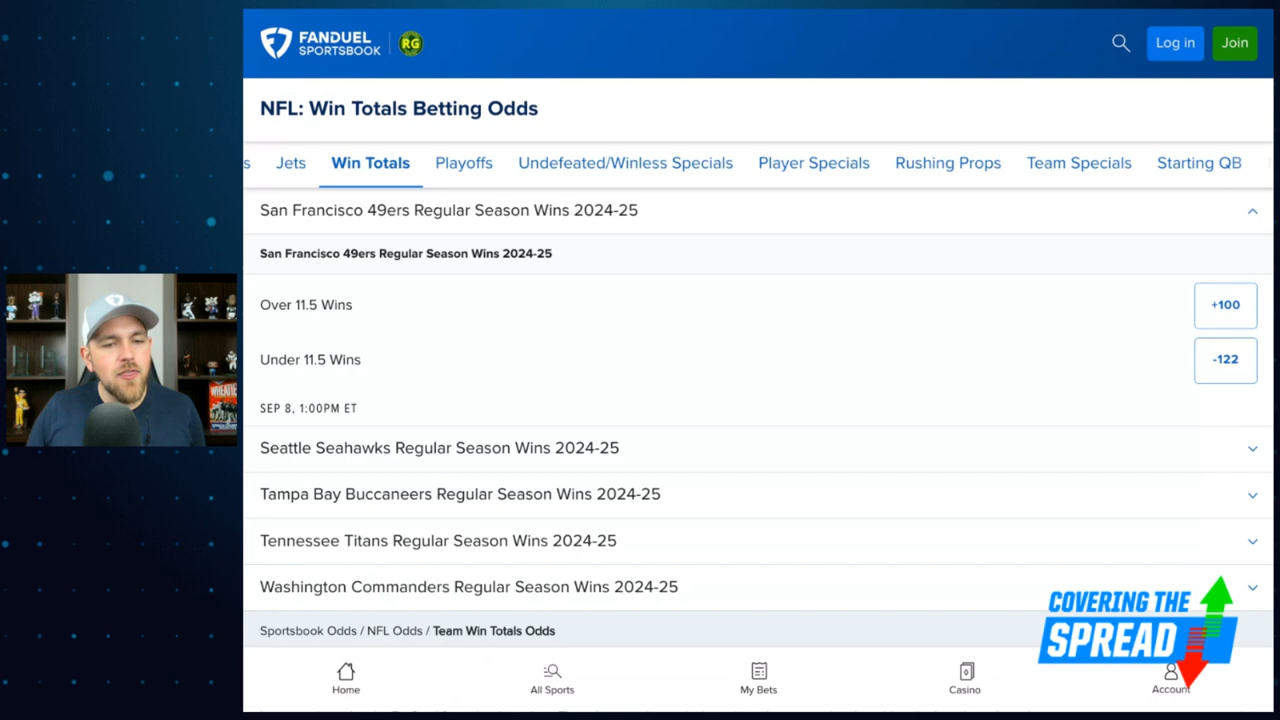 FANDUEL
SPORTSBOOK
RG
Log in
Join
NFL: Win Totals Betting Odds
s Jets Win Totals Playoffs Undefeated/Winless Specials Player Specials Rushing Props Team Specials Starting QB
San Francisco 49ers Regular Season Wins 2024-25
San Francisco 49ers Regular Season Wins 2024-25
Over 11.5 Wins +100
Under 11.5 Wins -122
SEP 8, 1:00PM ET
Seattle Seahawks Regular Season Wins 2024-25
Tampa Bay Buccaneers Regular Season Wins 2024-25
Tennessee Titans Regular Season Wins 2024-25
Washington Commanders Regular Season Wins 2024-25
Sportsbook Odds / NFL Odds / Team Win Totals Odds
Home All Sports My Bets Casino Account
COVERING THE
SPREAD
WHEATIES